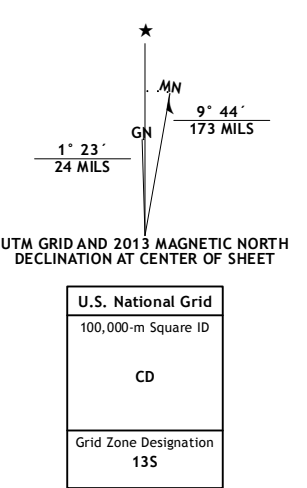 ★
MN
9° 44´
173 MILS
GN
1° 23´
24 MILS
UTM GRID AND 2013 MAGNETIC NORTH
DECLINATION AT CENTER OF SHEET
U.S. National Grid
100,000-m Square ID
CD
Grid Zone Designation
13S